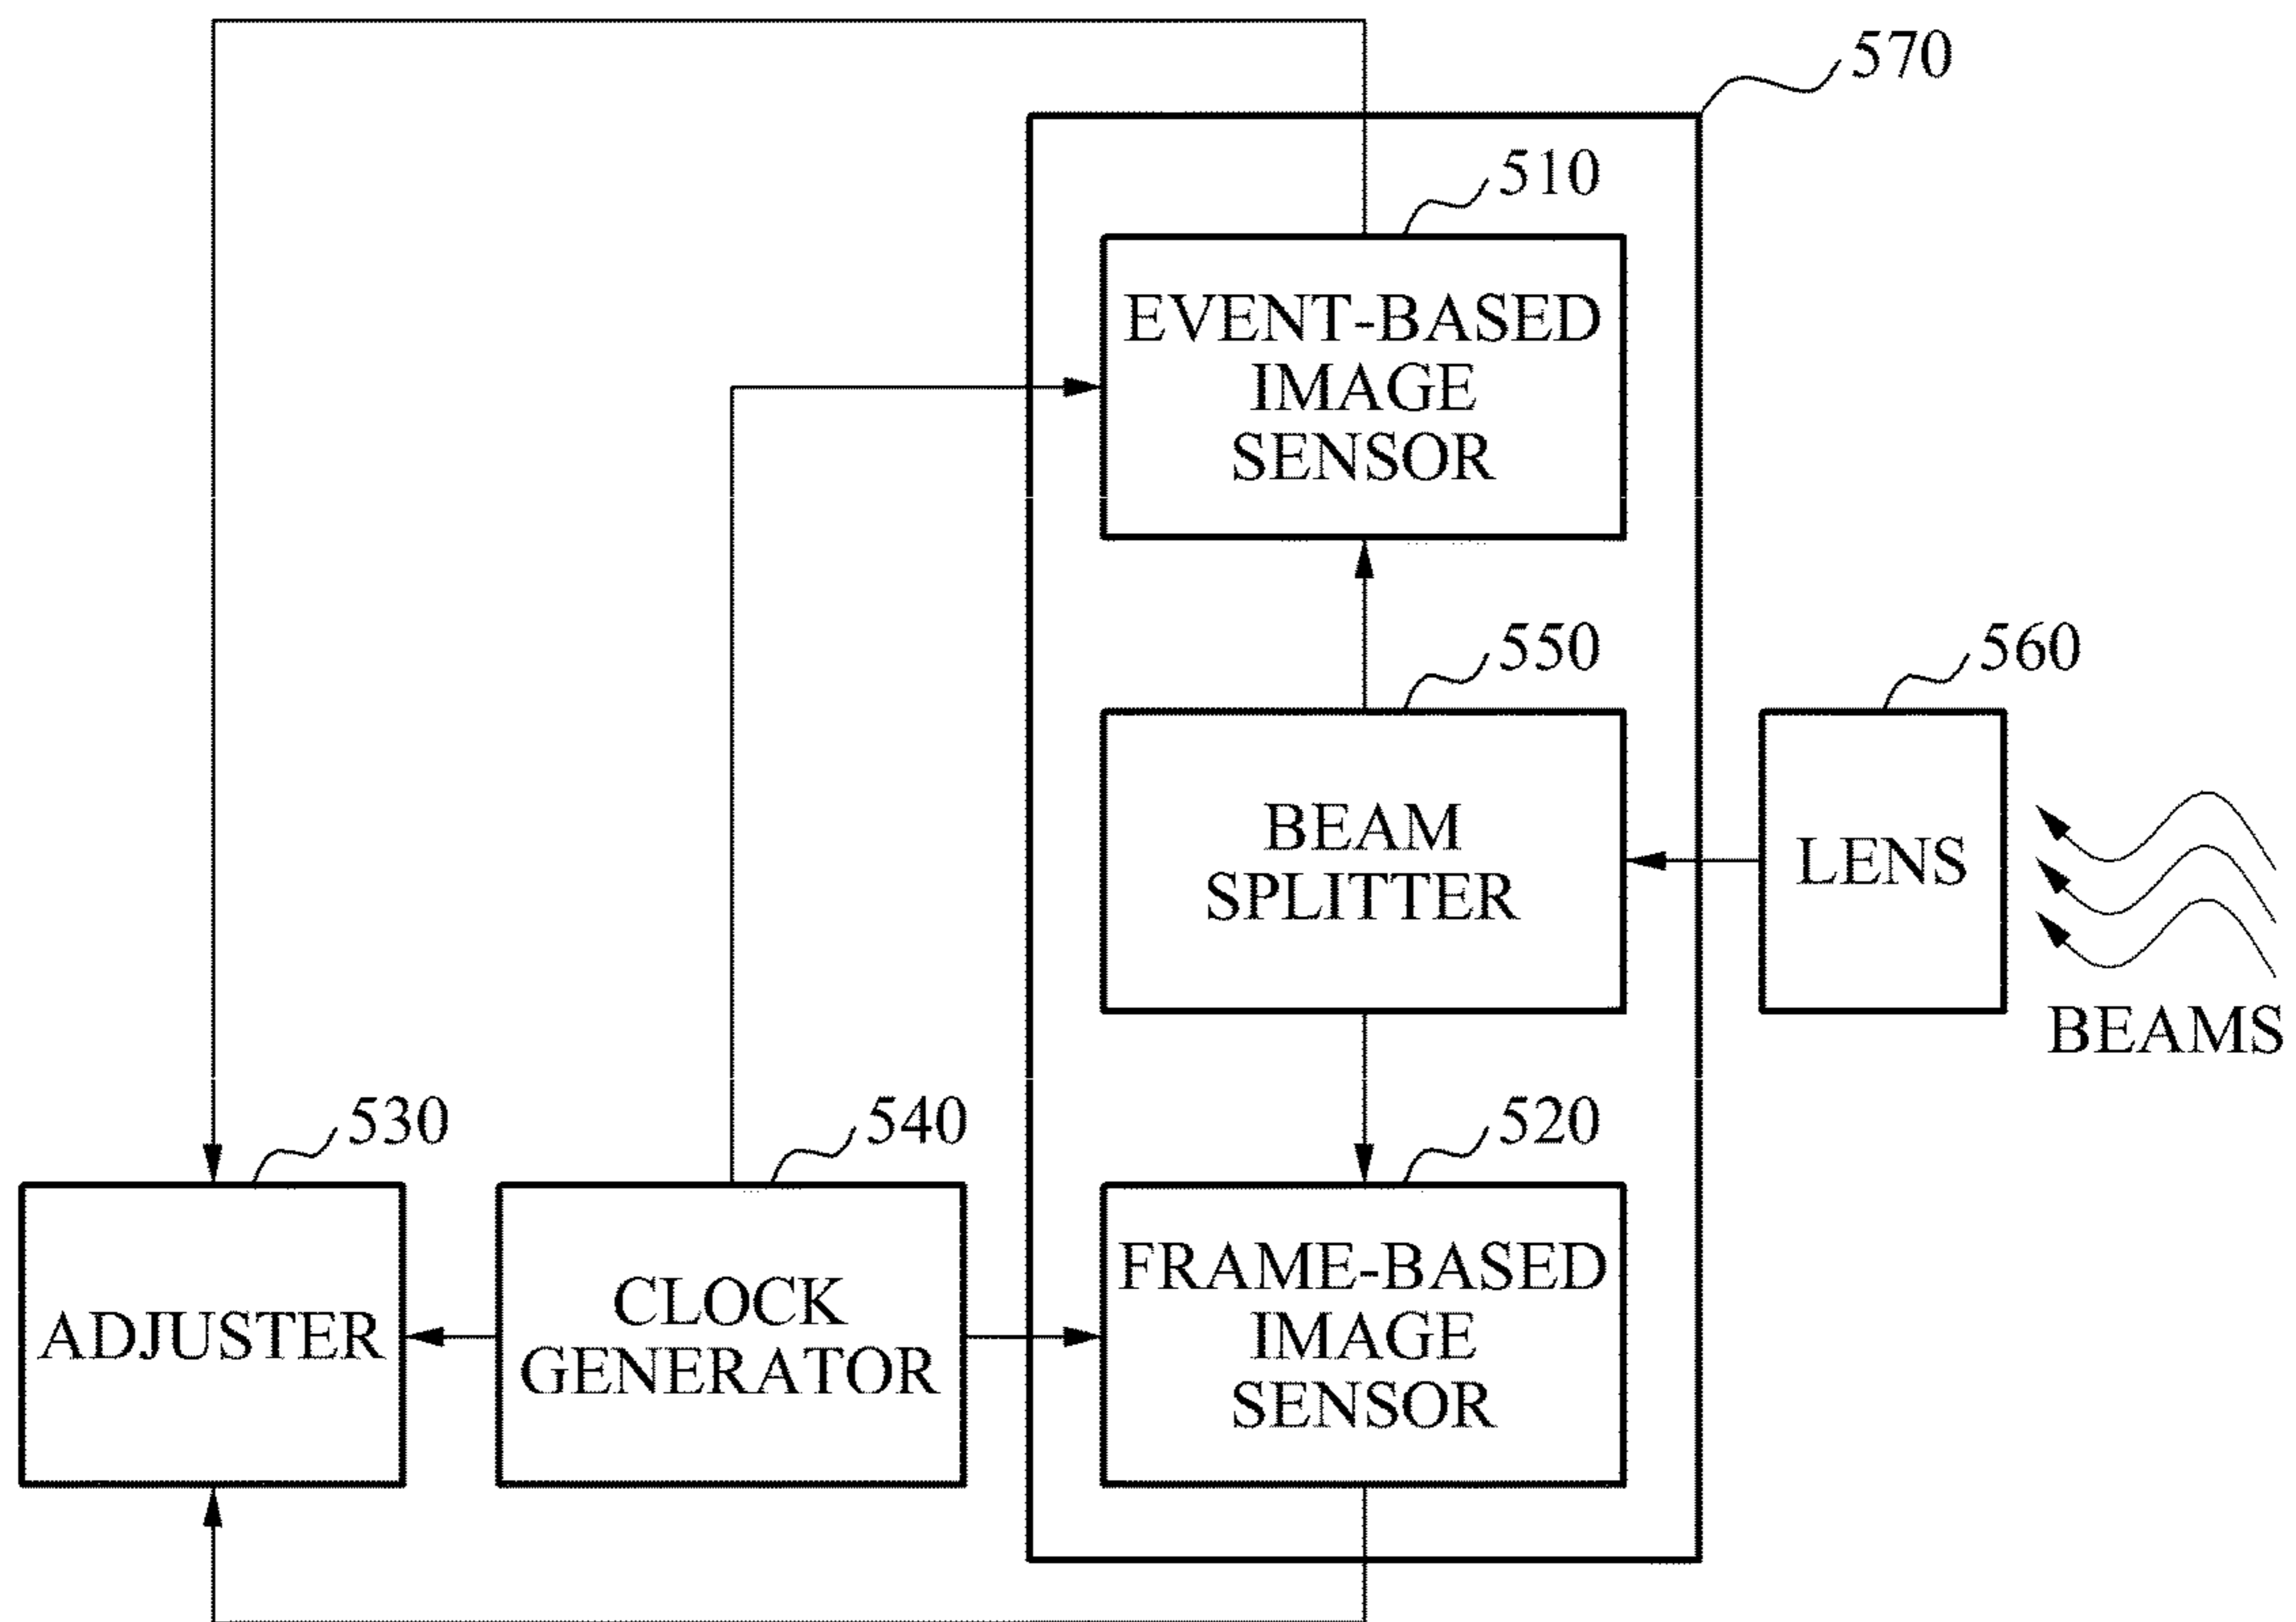 570
510
EVENT-BASED
IMAGE
SENSOR
550
560
BEAM
SPLITTER
LENS
BEAMS
530
540
520
ADJUSTER
CLOCK
GENERATOR
FRAME-BASED
IMAGE
SENSOR